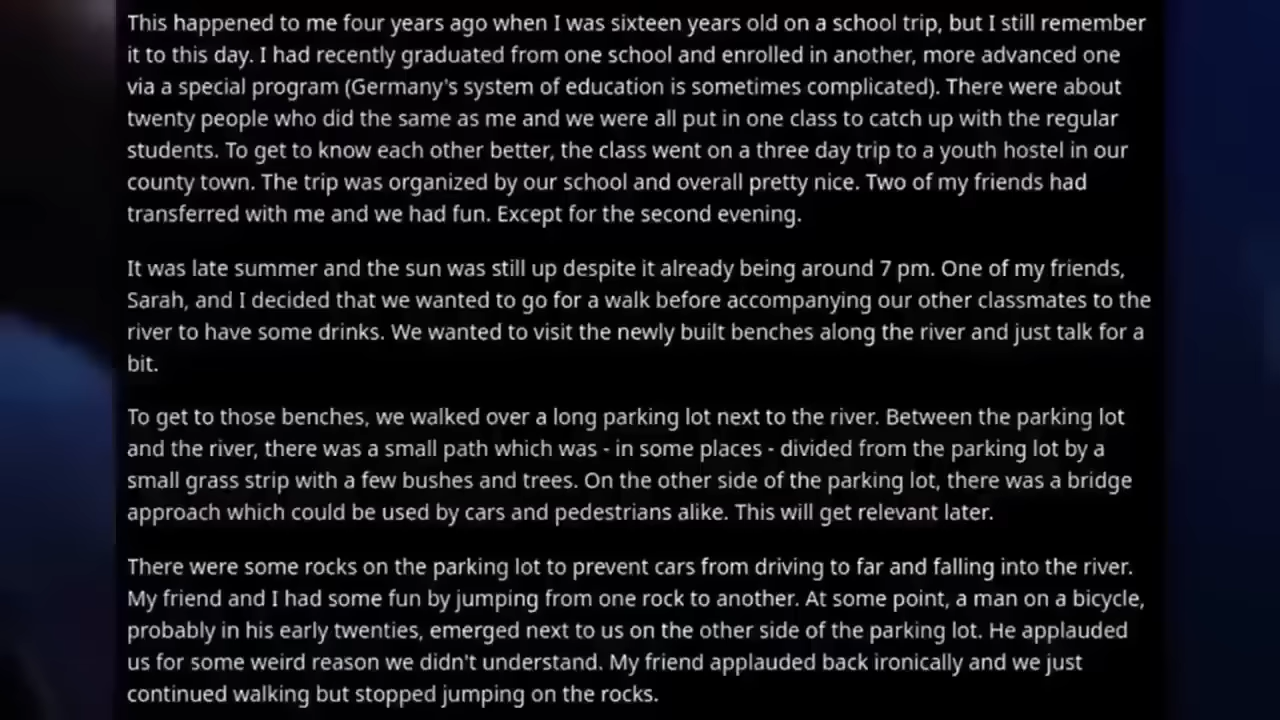 This happened to me four years ago when I was sixteen years old on a school trip, but I still remember
it to this day. I had recently graduated from one school and enrolled in another, more advanced one
via a special program (Germany's system of education is sometimes complicated). There were about
twenty people who did the same as me and we were all put in one class to catch up with the regular
students. To get to know each other better, the class went on a three day trip to a youth hostel in our
county town. The trip was organized by our school and overall pretty nice. Two of my friends had
transferred with me and we had fun. Except for the second evening.
It was late summer and the sun was still up despite it already being around 7 pm. One of my friends,
Sarah, and I decided that we wanted to go for a walk before accompanying our other classmates to the
river to have some drinks. We wanted to visit the newly built benches along the river and just talk for a
bit.
To get to those benches, we walked over a long parking lot next to the river. Between the parking lot
and the river, there was a small path which was - in some places - divided from the parking lot by a
small grass strip with a few bushes and trees. On the other side of the parking lot, there was a bridge
approach which could be used by cars and pedestrians alike. This will get relevant later.
There were some rocks on the parking lot to prevent cars from driving to far and falling into the river.
My friend and I had some fun by jumping from one rock to another. At some point, a man on a bicycle,
probably in his early twenties, emerged next to us on the other side of the parking lot. He applauded
us for some weird reason we didn't understand. My friend applauded back ironically and we just
continued walking but stopped jumping on the rocks.